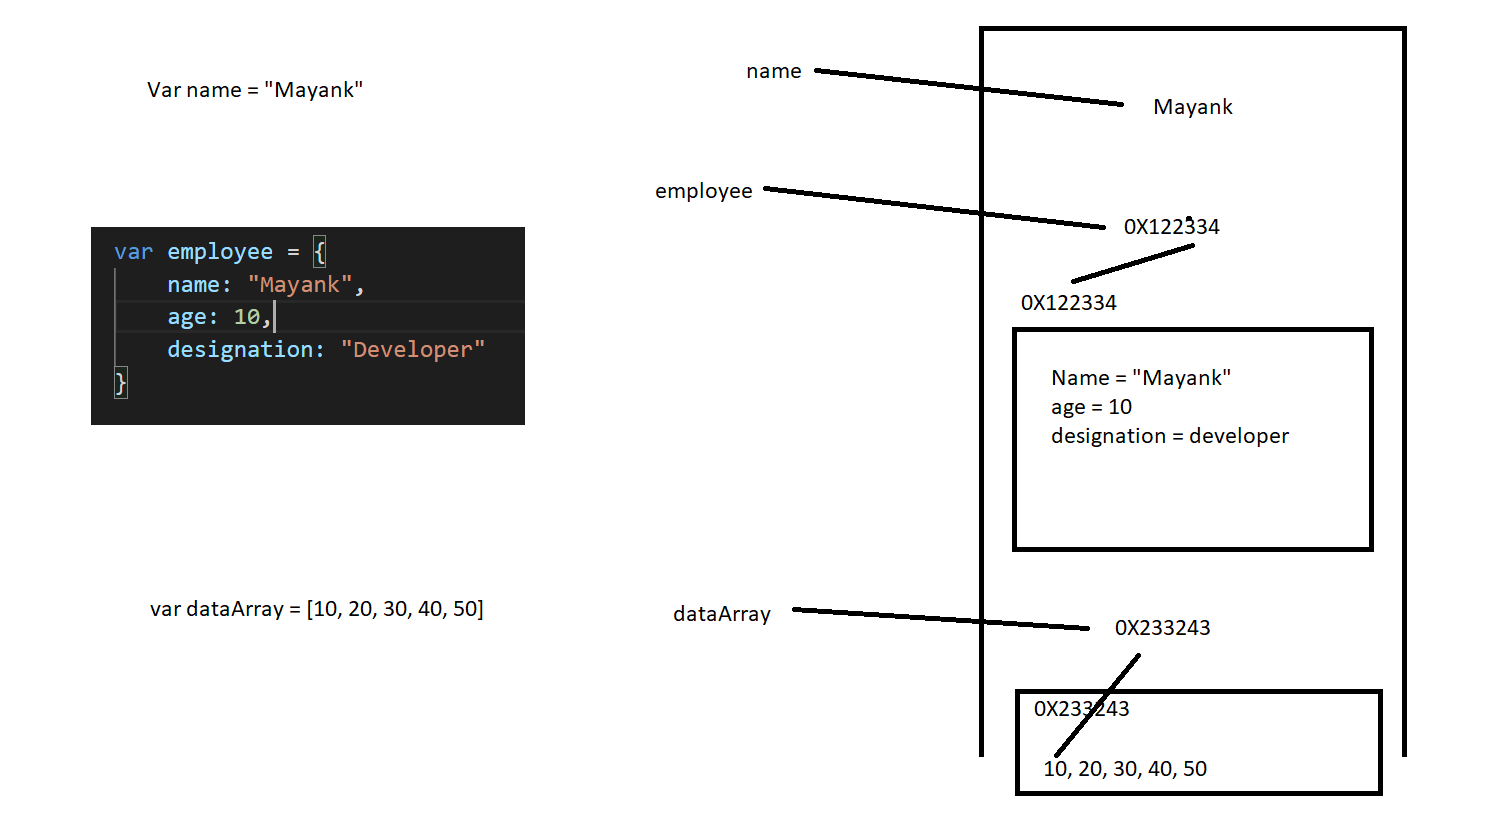 Var name = "Mayank"
var employee = {
name: "Mayank",
age: 10,
designation: "Developer"
}
var dataArray = [10, 20, 30, 40, 50]
name
Mayank
employee
0X122334
0X122334
Name = "Mayank"
age = 10
designation = developer
dataArray
0X233243
0X233243
10, 20, 30, 40, 50